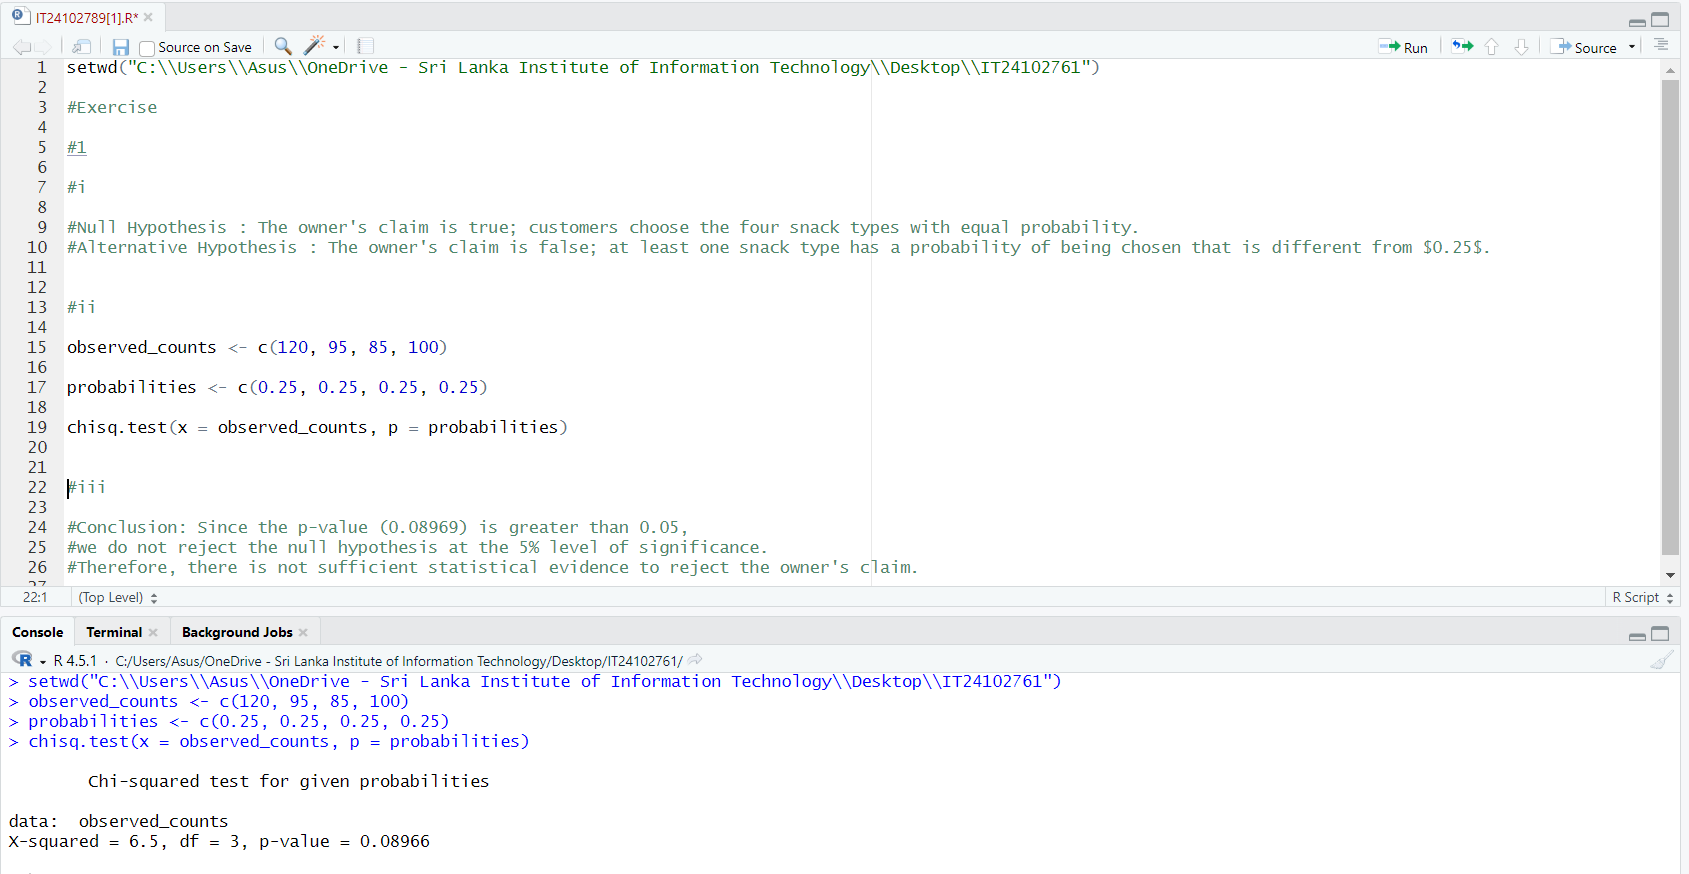 IT24102789[1].R*
Source on Save
Run
Source
1 setwd("C:\\Users\\Asus\\OneDrive - Sri Lanka Institute of Information Technology\\Desktop\\IT24102761")
2
3 #Exercise
4
5 #1
6
7 #i
8
9 #Null Hypothesis : The owner's claim is true; customers choose the four snack types with equal probability.
10 #Alternative Hypothesis : The owner's claim is false; at least one snack type has a probability of being chosen that is different from $0.25$.
11
12
13 #ii
14
15 observed_counts <- c(120, 95, 85, 100)
16
17 probabilities <- c(0.25, 0.25, 0.25, 0.25)
18
19 chisq.test(x = observed_counts, p = probabilities)
20
21
22 #iii
23
24 #Conclusion: Since the p-value (0.08969) is greater than 0.05,
25 #we do not reject the null hypothesis at the 5% level of significance.
26 #Therefore, there is not sufficient statistical evidence to reject the owner's claim.
27
22:1 (Top Level) R Script
Console Terminal Background Jobs
R R 4.5.1 · C:/Users/Asus/OneDrive - Sri Lanka Institute of Information Technology/Desktop/IT24102761/
> setwd("C:\\Users\\Asus\\OneDrive - Sri Lanka Institute of Information Technology\\Desktop\\IT24102761")
> observed_counts <- c(120, 95, 85, 100)
> probabilities <- c(0.25, 0.25, 0.25, 0.25)
> chisq.test(x = observed_counts, p = probabilities)
Chi-squared test for given probabilities
data: observed_counts
X-squared = 6.5, df = 3, p-value = 0.08966